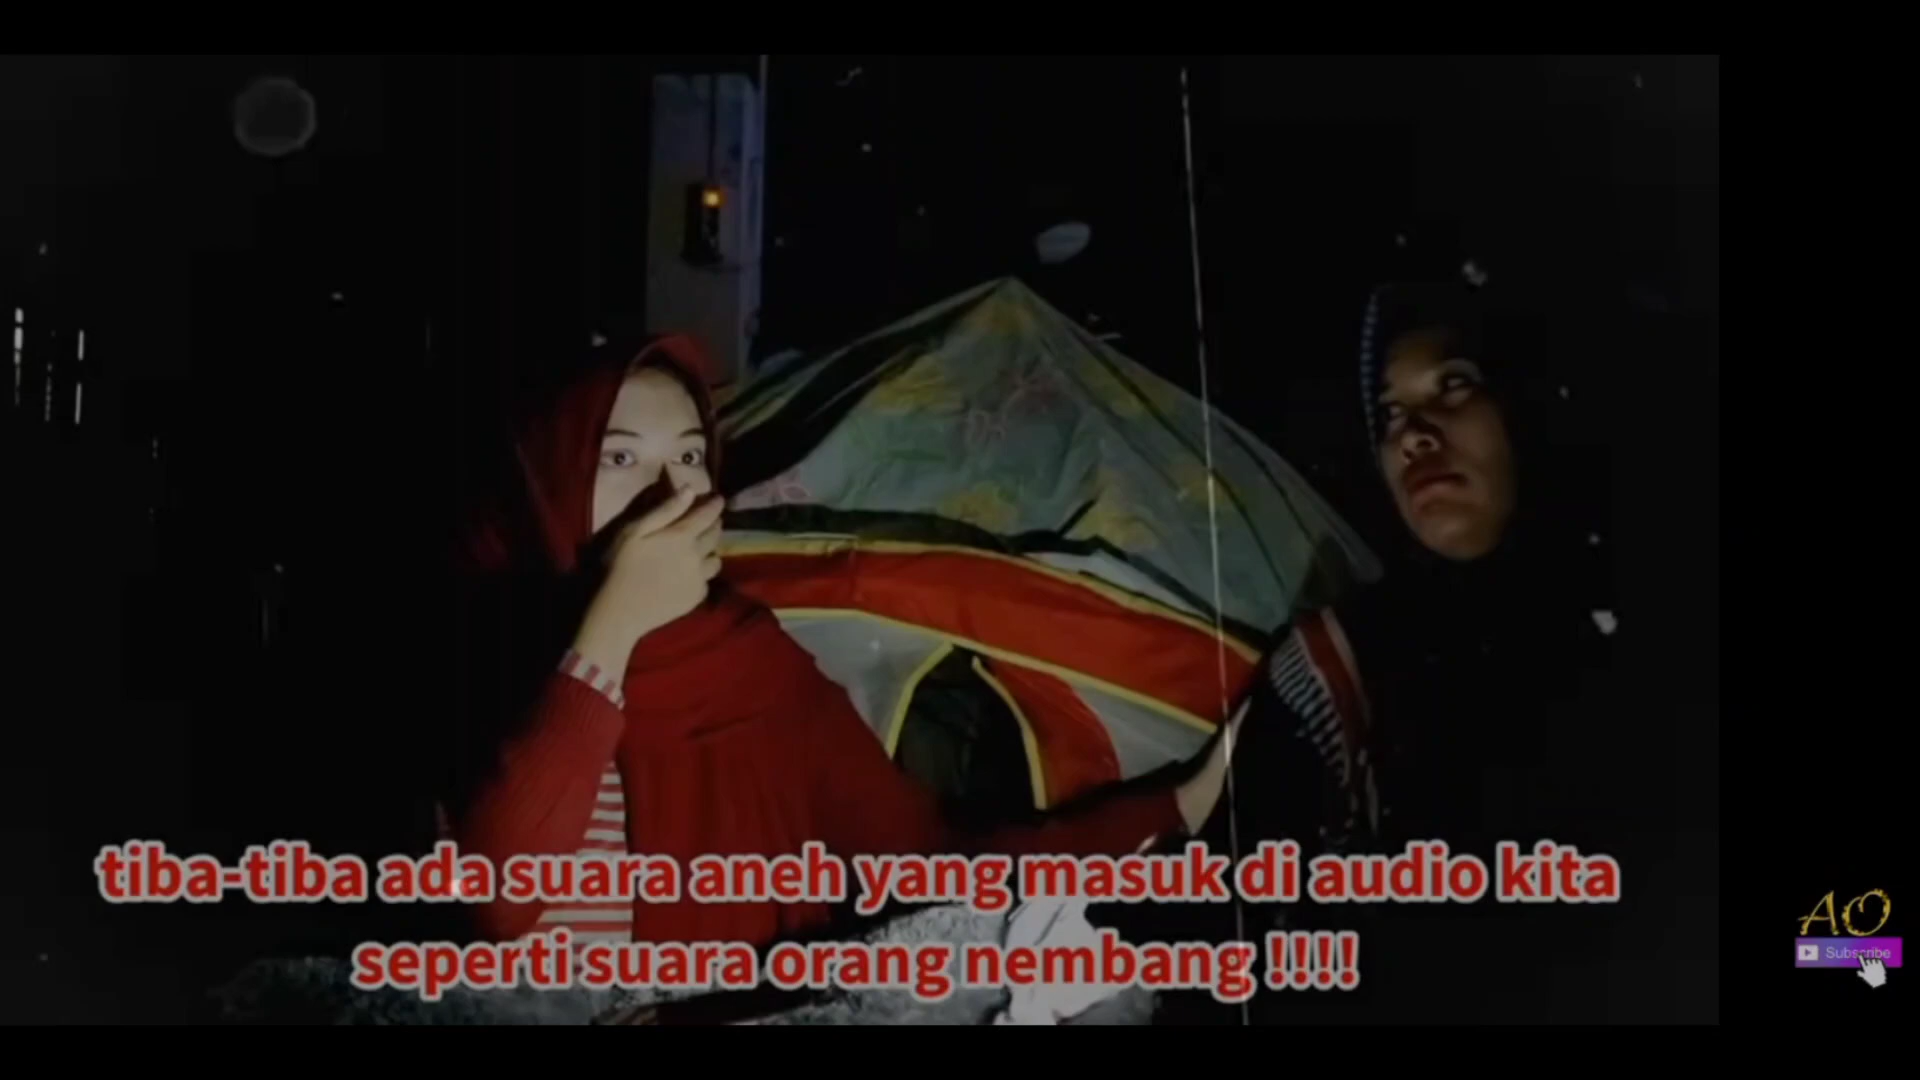 tiba-tiba ada suara aneh yang masuk di audio kita
seperti suara orang nembang !!!!
AO
Subscribe